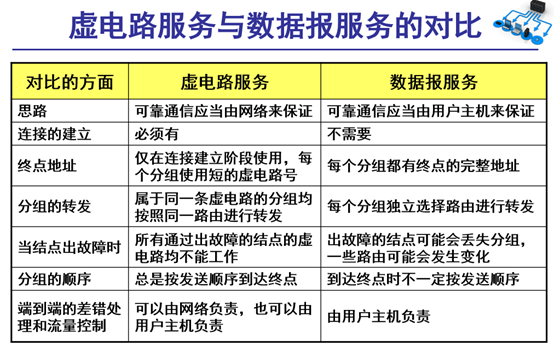 虚电路服务与数据报服务的对比
对比的方面 虚电路服务 数据报服务
思路 可靠通信应当由网络来保证 可靠通信应当由用户主机来保证
连接的建立 必须有 不需要
终点地址 仅在连接建立阶段使用，每
个分组使用短的虚电路号 每个分组都有终点的完整地址
分组的转发 属于同一条虚电路的分组均
按照同一路由进行转发 每个分组独立选择路由进行转发
当结点出故障时 所有通过出故障的结点的虚
电路均不能工作 出故障的结点可能会丢失分组，
一些路由可能会发生变化
分组的顺序 总是按发送顺序到达终点 到达终点时不一定按发送顺序
端到端的差错处
理和流量控制 可以由网络负责，也可以由
用户主机负责 由用户主机负责